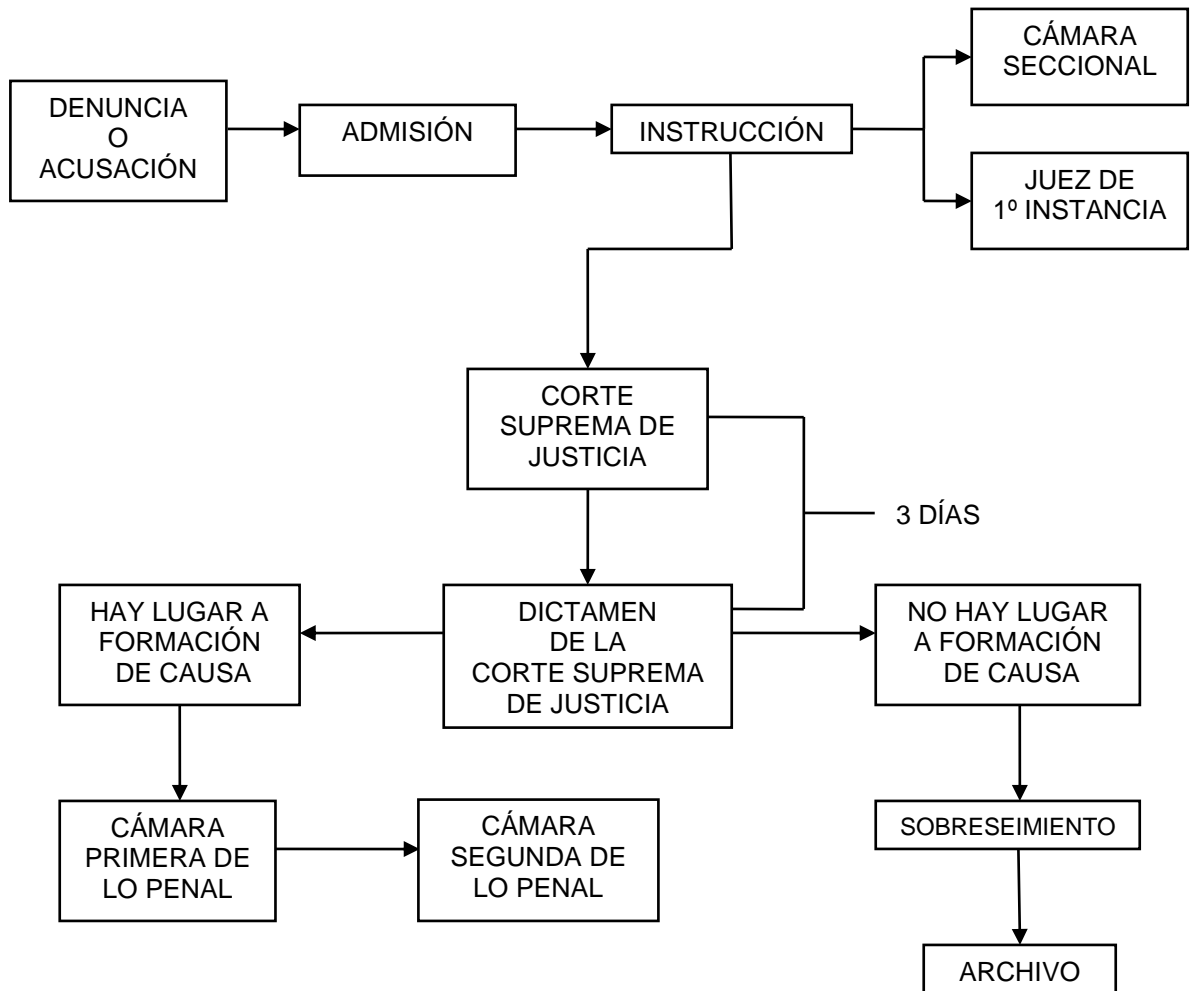 CÁMARA
SECCIONAL
DENUNCIA
O
ACUSACIÓN
ADMISIÓN
INSTRUCCIÓN
JUEZ DE
1º INSTANCIA
CORTE
SUPREMA DE
JUSTICIA
3 DÍAS
HAY LUGAR A
FORMACIÓN
DE CAUSA
DICTAMEN
DE LA
CORTE SUPREMA
DE JUSTICIA
NO HAY LUGAR
A FORMACIÓN
DE CAUSA
CÁMARA
PRIMERA DE
LO PENAL
CÁMARA
SEGUNDA DE
LO PENAL
SOBRESEIMIENTO
ARCHIVO